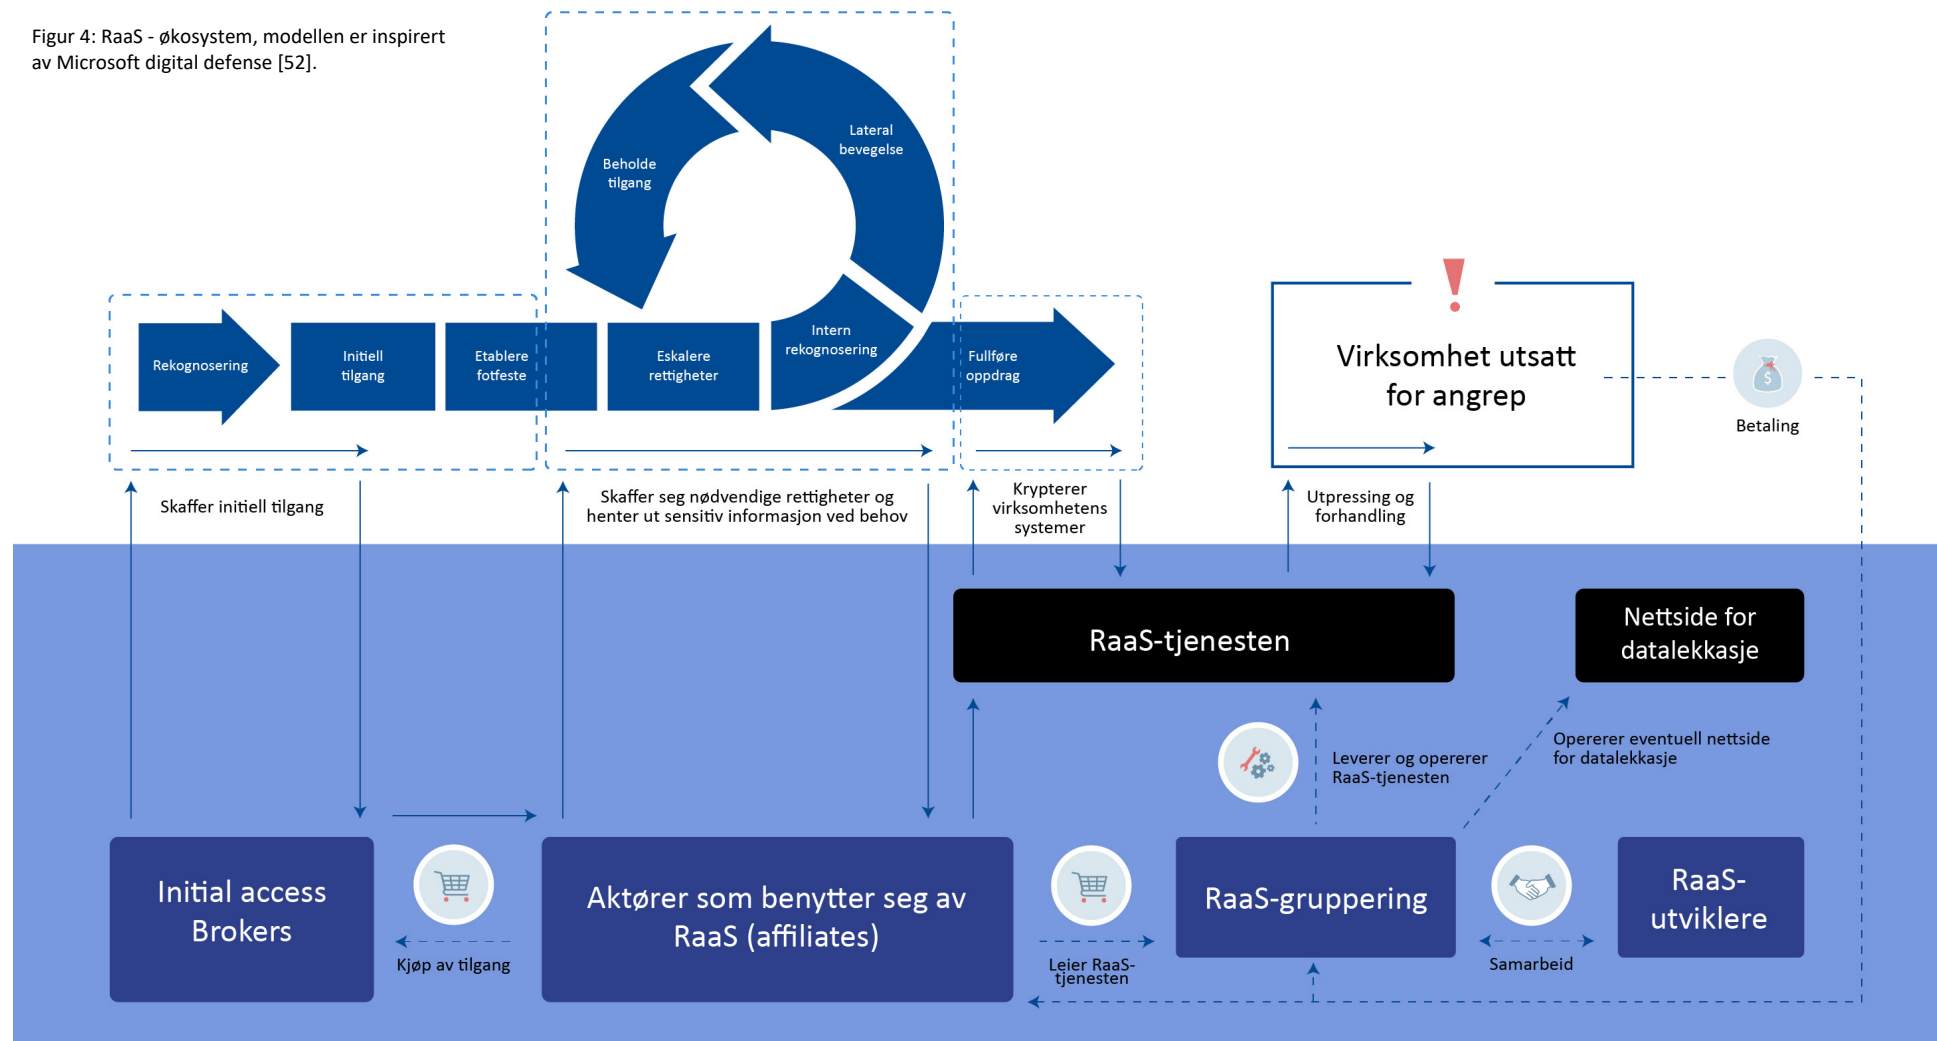 Figur 4: RaaS - økosystem, modellen er inspirert
av Microsoft digital defense [52].
Lateral
bevegelse
Beholde
tilgang
Rekognosering
Initiell
tilgang
Etablere
fotfeste
Eskalere
rettigheter
Intern
rekognosering
Fullføre
oppdrag
!
Virksomhet utsatt
for angrep
$
Betaling
Skaffer initiell tilgang
Skaffer seg nødvendige rettigheter og
henter ut sensitiv informasjon ved behov
Krypterer
virksomhetens
systemer
Utpressing og
forhandling
RaaS-tjenesten
Nettside for
datalekkasje
Leverer og opererer
RaaS-tjenesten
Opererer eventuell nettside
for datalekkasje
Initial access
Brokers
Kjøp av tilgang
Aktører som benytter seg av
RaaS (affiliates)
Leier RaaS-
tjenesten
RaaS-gruppering
Samarbeid
RaaS-
utviklere